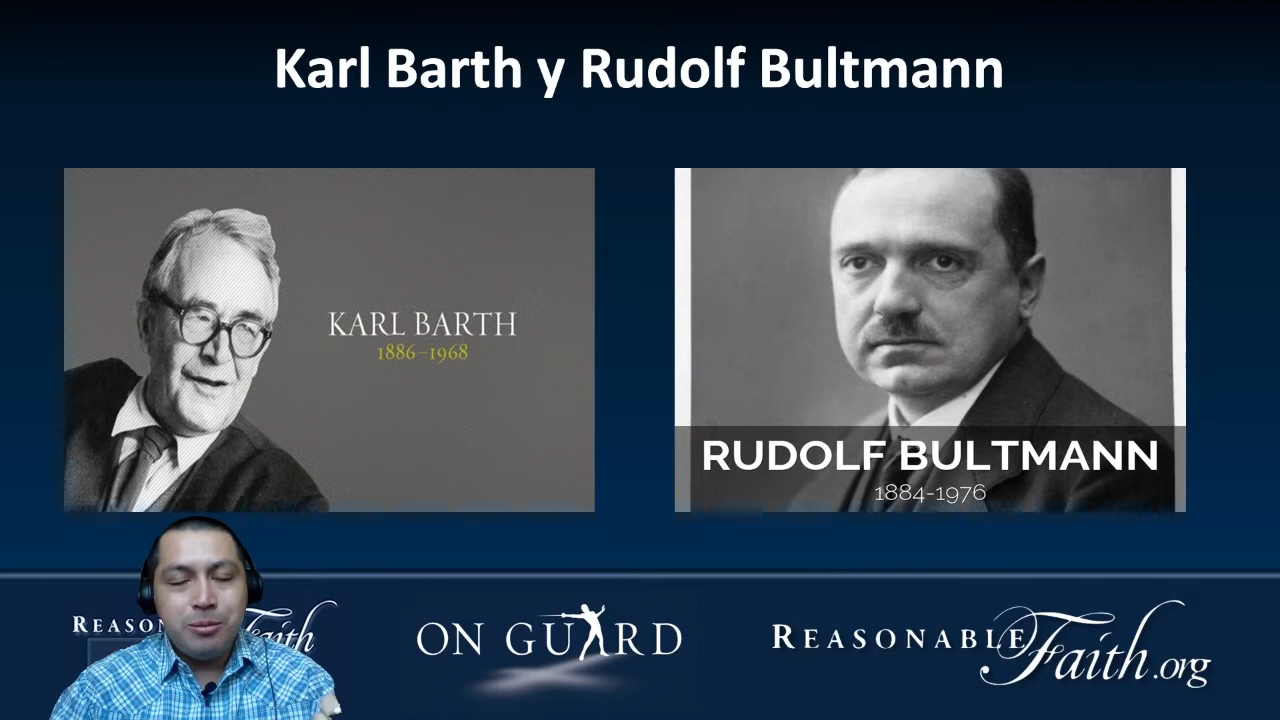 Karl Barth y Rudolf Bultmann
KARL BARTH
1886–1968
RUDOLF BULTMANN
1884-1976
ON GUARD
REASONABLE Faith.org